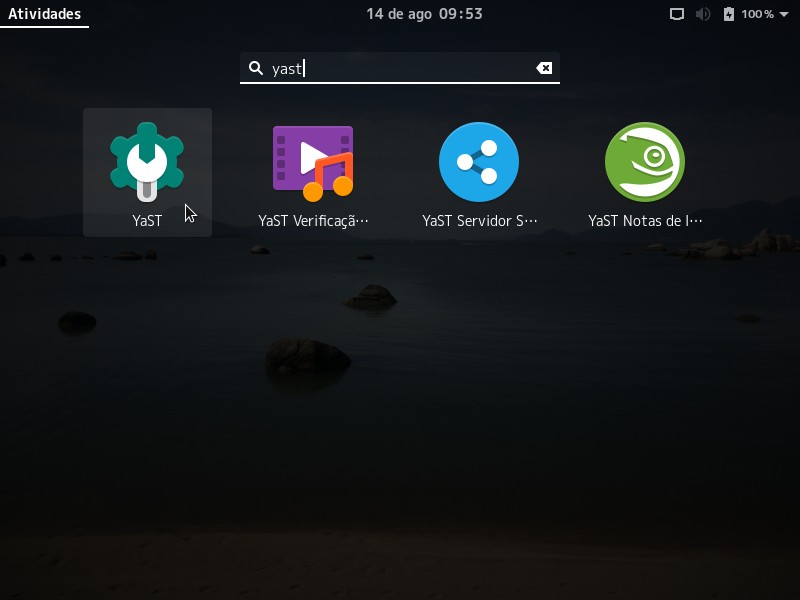 Atividades
14 de ago 09:53
100 %
yast
YaST
YaST Verificaçã…
YaST Servidor S…
YaST Notas de l…